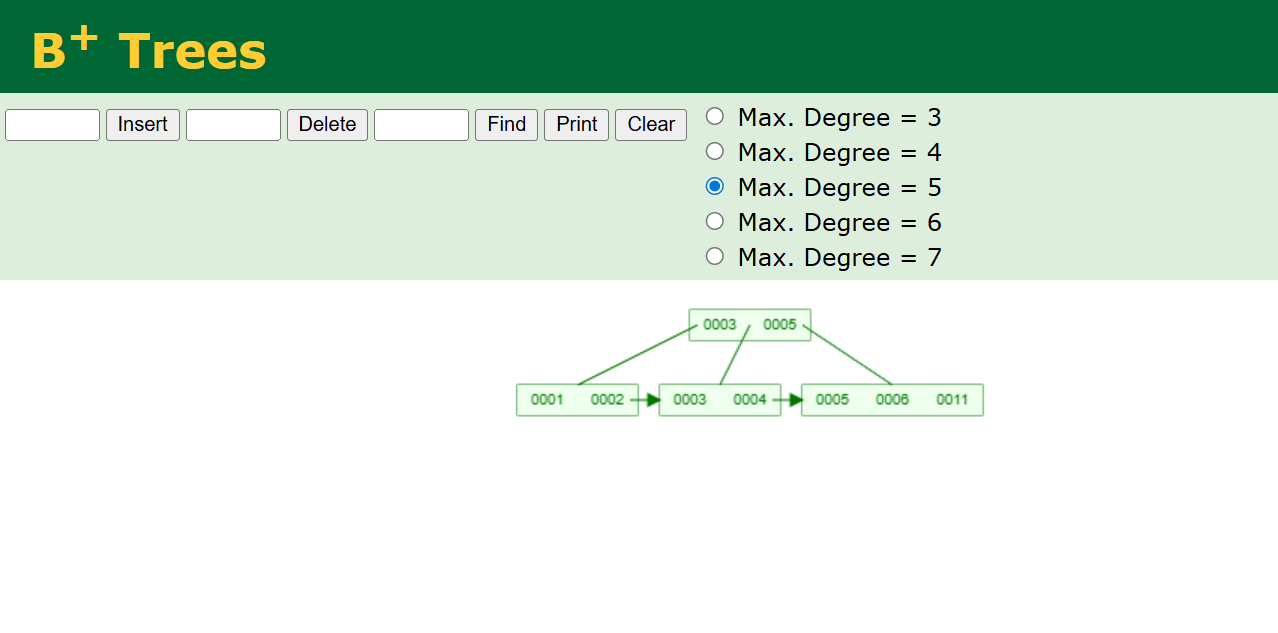 B+ Trees
Insert Delete Find Print Clear
Max. Degree = 3
Max. Degree = 4
Max. Degree = 5
Max. Degree = 6
Max. Degree = 7
0003 0005
0001 0002 0003 0004 0005 0006 0011